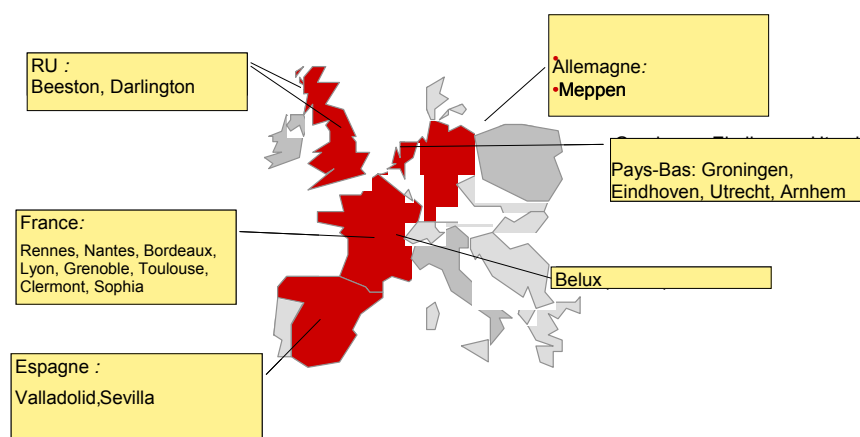 RU :
Beeston, Darlington
Allemagne:
•Meppen
Pays-Bas: Groningen,
Eindhoven, Utrecht, Arnhem
France:
Rennes, Nantes, Bordeaux,
Lyon, Grenoble, Toulouse,
Clermont, Sophia
Belux
Espagne :
Valladolid,Sevilla